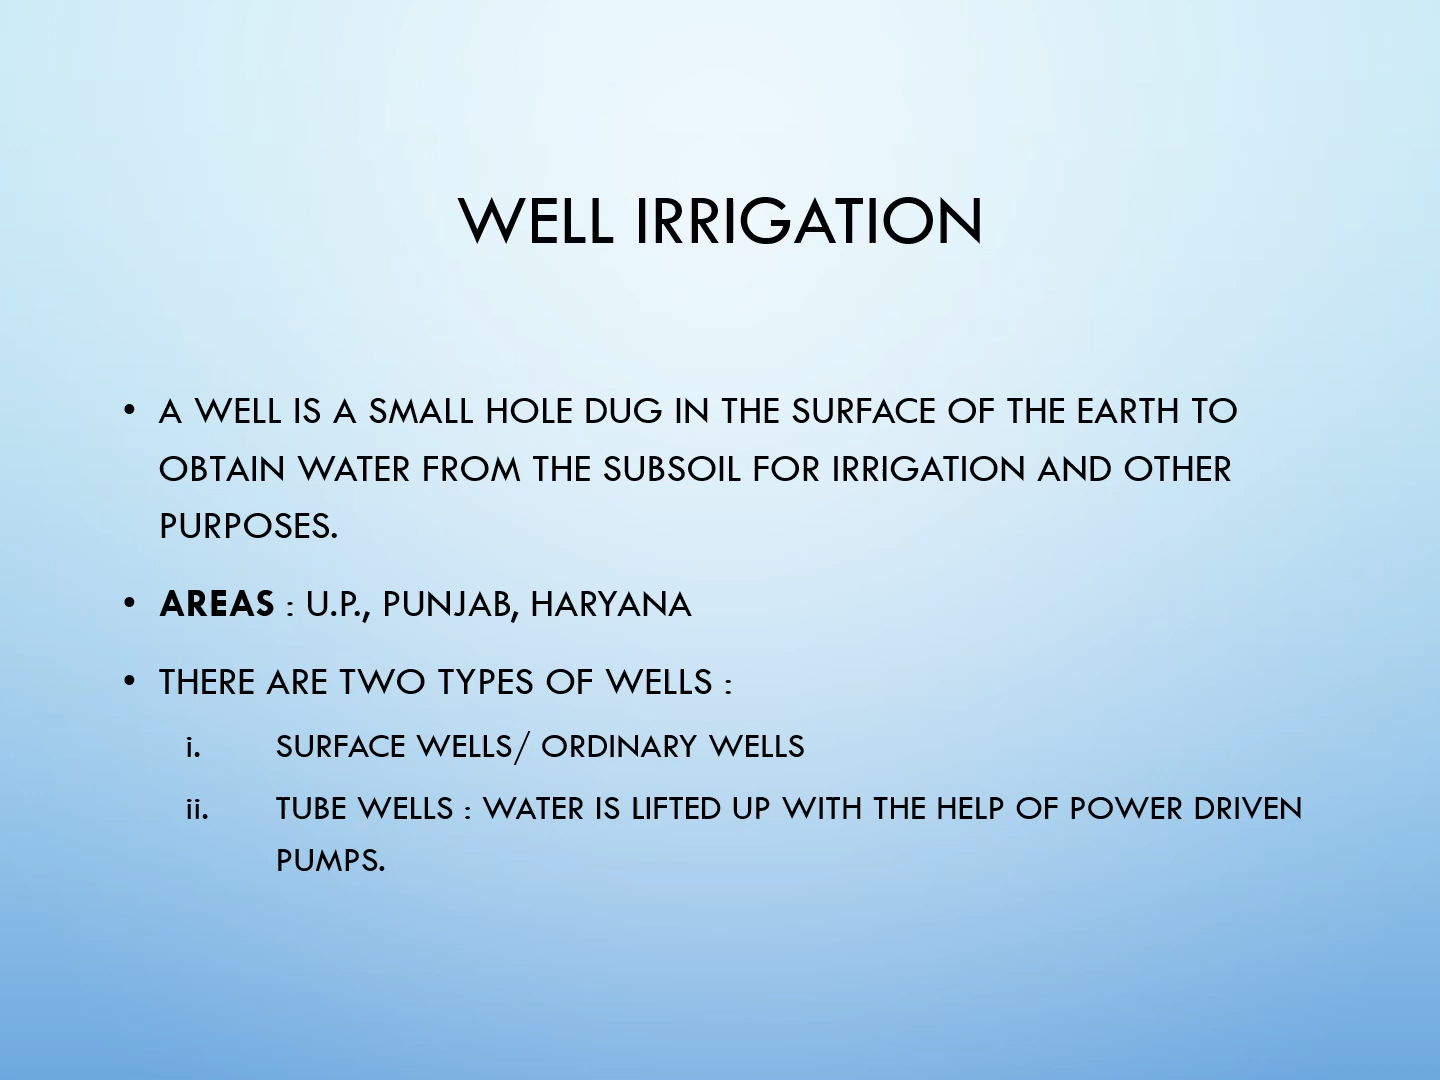 WELL IRRIGATION
• A WELL IS A SMALL HOLE DUG IN THE SURFACE OF THE EARTH TO
OBTAIN WATER FROM THE SUBSOIL FOR IRRIGATION AND OTHER
PURPOSES.
• AREAS : U.P., PUNJAB, HARYANA
• THERE ARE TWO TYPES OF WELLS :
i. SURFACE WELLS/ ORDINARY WELLS
ii. TUBE WELLS : WATER IS LIFTED UP WITH THE HELP OF POWER DRIVEN
PUMPS.